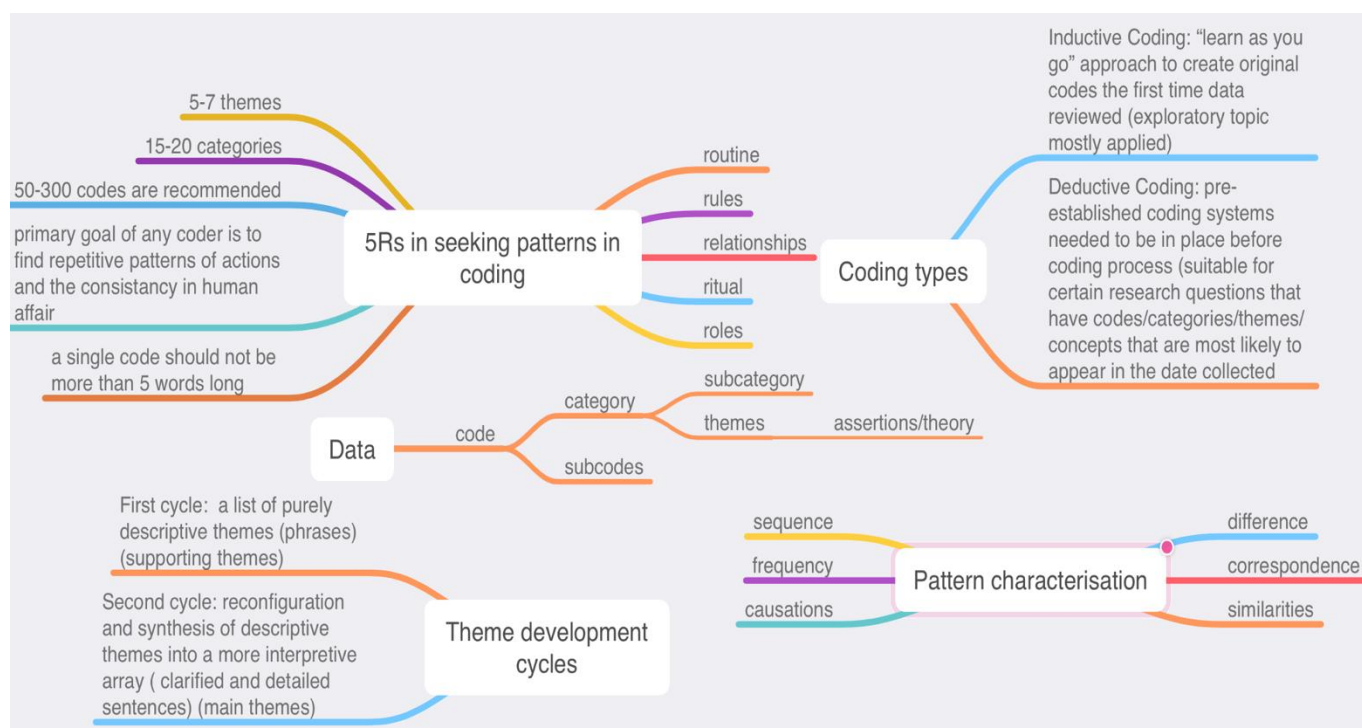 5-7 themes
15-20 categories
50-300 codes are recommended
primary goal of any coder is to
find repetitive patterns of actions
and the consistancy in human
affair
a single code should not be
more than 5 words long
5Rs in seeking patterns in
coding
routine
rules
relationships
ritual
roles
Coding types
Inductive Coding: “learn as you
go” approach to create original
codes the first time data
reviewed (exploratory topic
mostly applied)
Deductive Coding: pre-
established coding systems
needed to be in place before
coding process (suitable for
certain research questions that
have codes/categories/themes/
concepts that are most likely to
appear in the date collected
Data
code
category
subcategory
themes
assertions/theory
subcodes
First cycle:  a list of purely
descriptive themes (phrases)
(supporting themes)
Second cycle: reconfiguration
and synthesis of descriptive
themes into a more interpretive
array ( clarified and detailed
sentences) (main themes)
Theme development
cycles
sequence
frequency
causations
Pattern characterisation
difference
correspondence
similarities